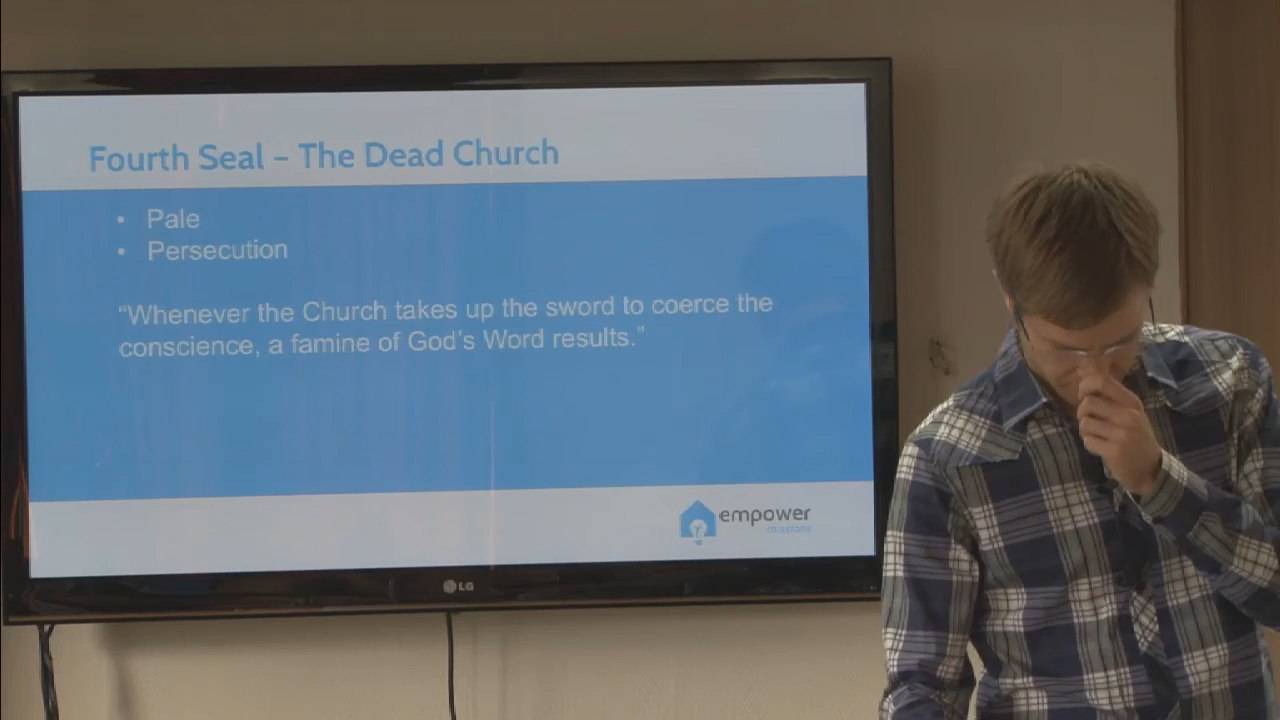 Fourth Seal – The Dead Church
• Pale
• Persecution
“Whenever the Church takes up the sword to coerce the
conscience, a famine of God’s Word results.”
empower
missions
LG